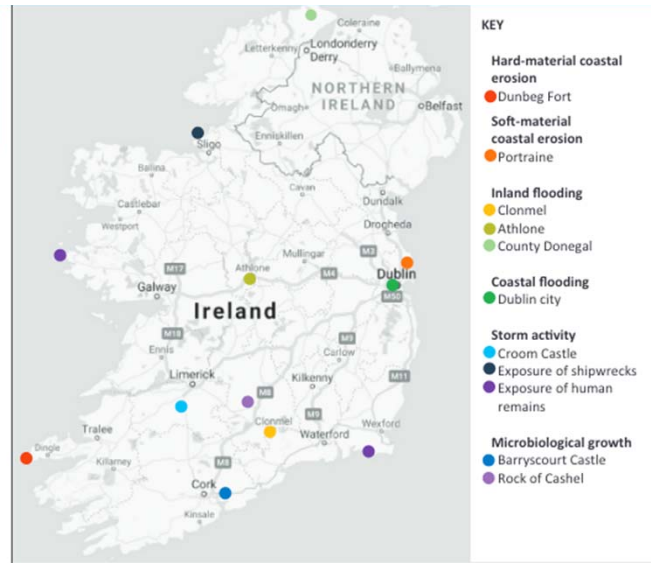 Coleraine
Letterkenny
Londonderry
Derry
Ballymena
NORTHERN
IRELAND
Omagh
Belfast
Enniskillen
Sligo
Ballina
Cavan
Dundalk
Castlebar
Westport
Drogheda
Mullingar
M3
Athlone
M4
Dublin
M17
M50
Galway
Ireland
M18
M9
Ennis
Carlow
M11
Limerick
Kilkenny
M8
Clonmel
M9
Wexford
Tralee
Waterford
Dingle
Killarney
M8
Cork
Kinsale
KEY
Hard-material coastal
erosion
Dunbeg Fort
Soft-material
coastal erosion
Portraine
Inland flooding
Clonmel
Athlone
County Donegal
Coastal flooding
Dublin city
Storm activity
Croom Castle
Exposure of shipwrecks
Exposure of human
remains
Microbiological growth
Barryscourt Castle
Rock of Cashel